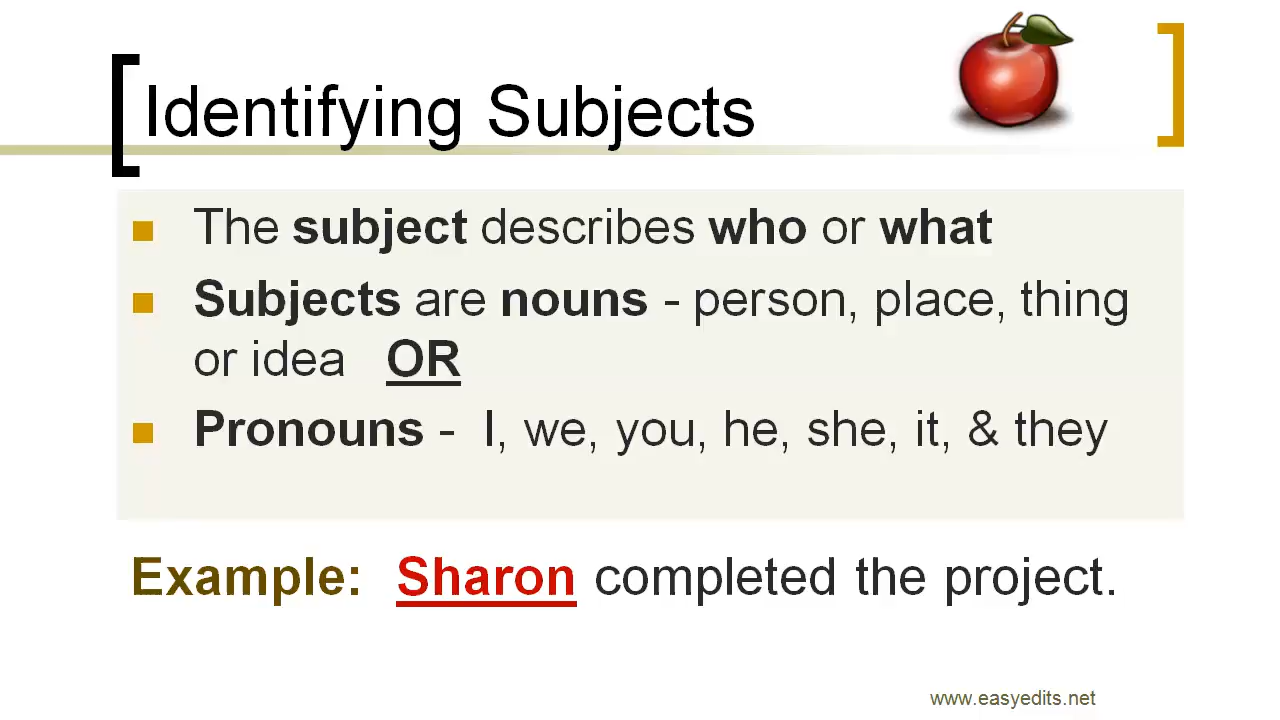 Identifying Subjects
The subject describes who or what
Subjects are nouns - person, place, thing
or idea OR
Pronouns - I, we, you, he, she, it, & they
Example: Sharon completed the project.
www.easyedits.net